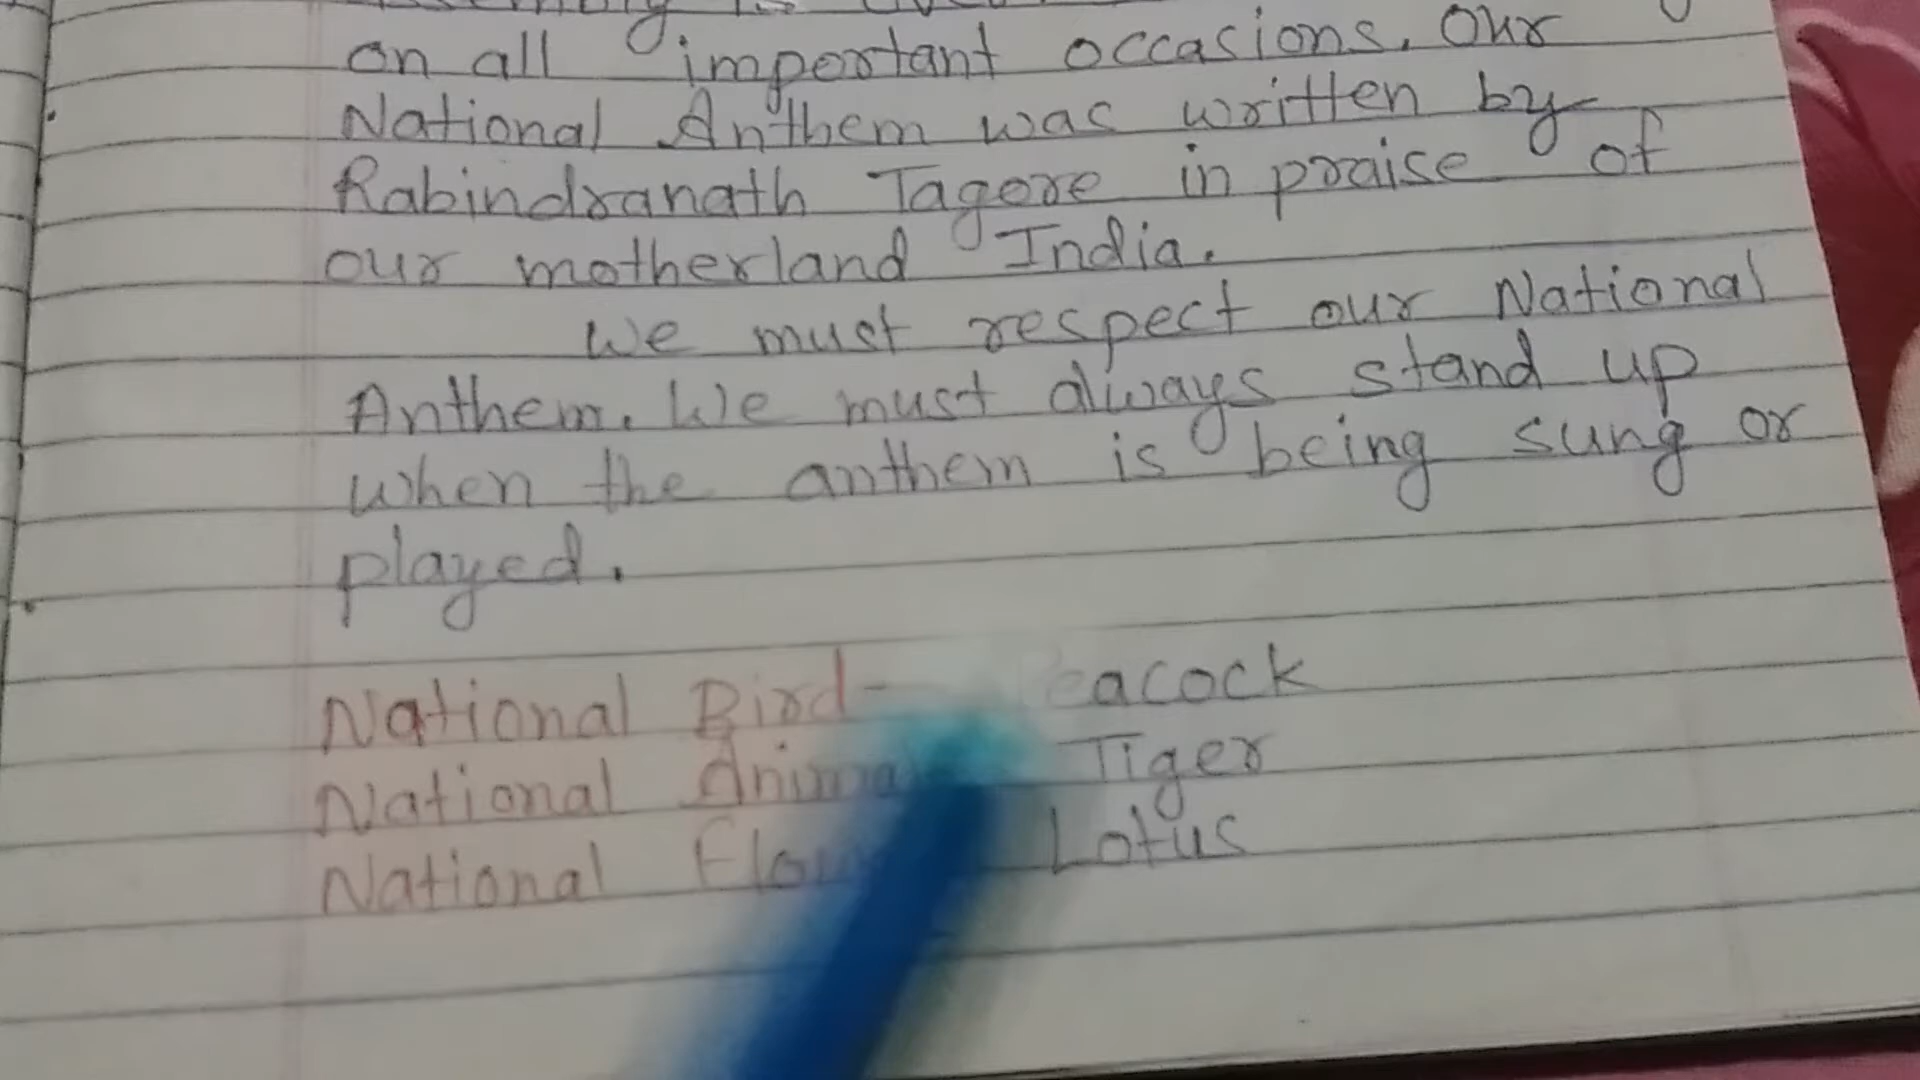 on all important occasions. Our
National Anthem was written by
Rabindranath Tagore in praise of
our motherland India.
We must respect our National
Anthem. We must always stand up
when the anthem is being sung or
played.
National Bird- Peacock
National Animal Tiger
National Lotus